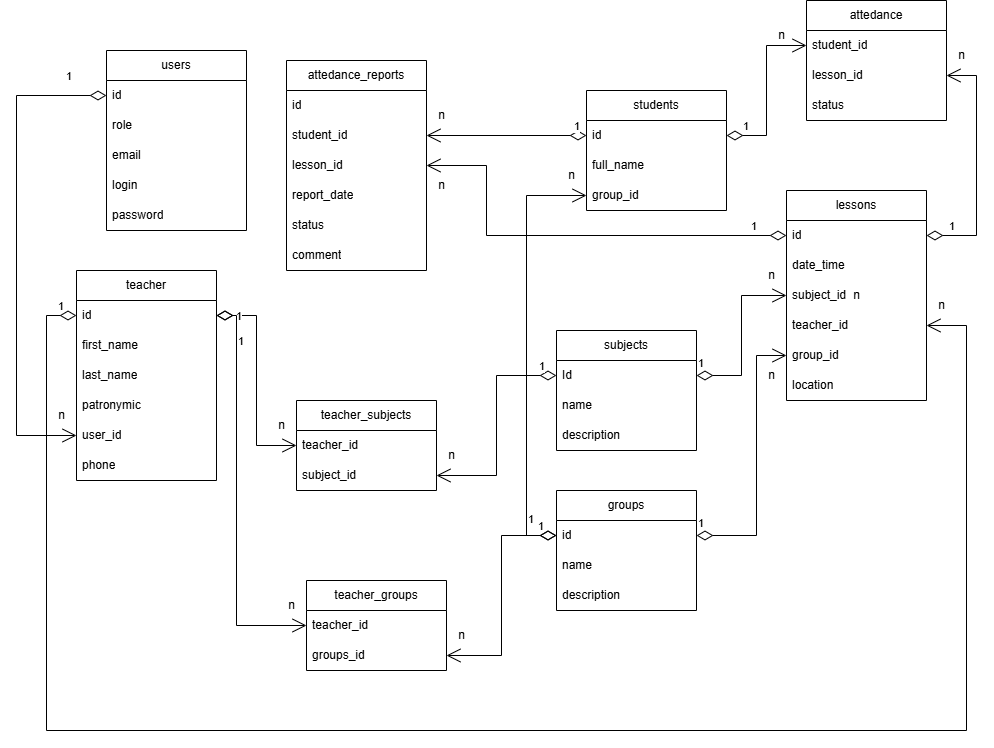 attedance
student_id
lesson_id
status
n
n
users
id
role
email
login
password
1
attedance_reports
id
student_id
lesson_id
report_date
status
comment
n
n
students
id
full_name
group_id
1
1
n
lessons
id
date_time
subject_id n
teacher_id
group_id
location
1
1
n
n
n
teacher
id
first_name
last_name
patronymic
user_id
phone
1
1
1
n
subjects
Id
name
description
1
1
teacher_subjects
teacher_id
subject_id
n
n
groups
id
name
description
1
1
1
teacher_groups
teacher_id
groups_id
n
n